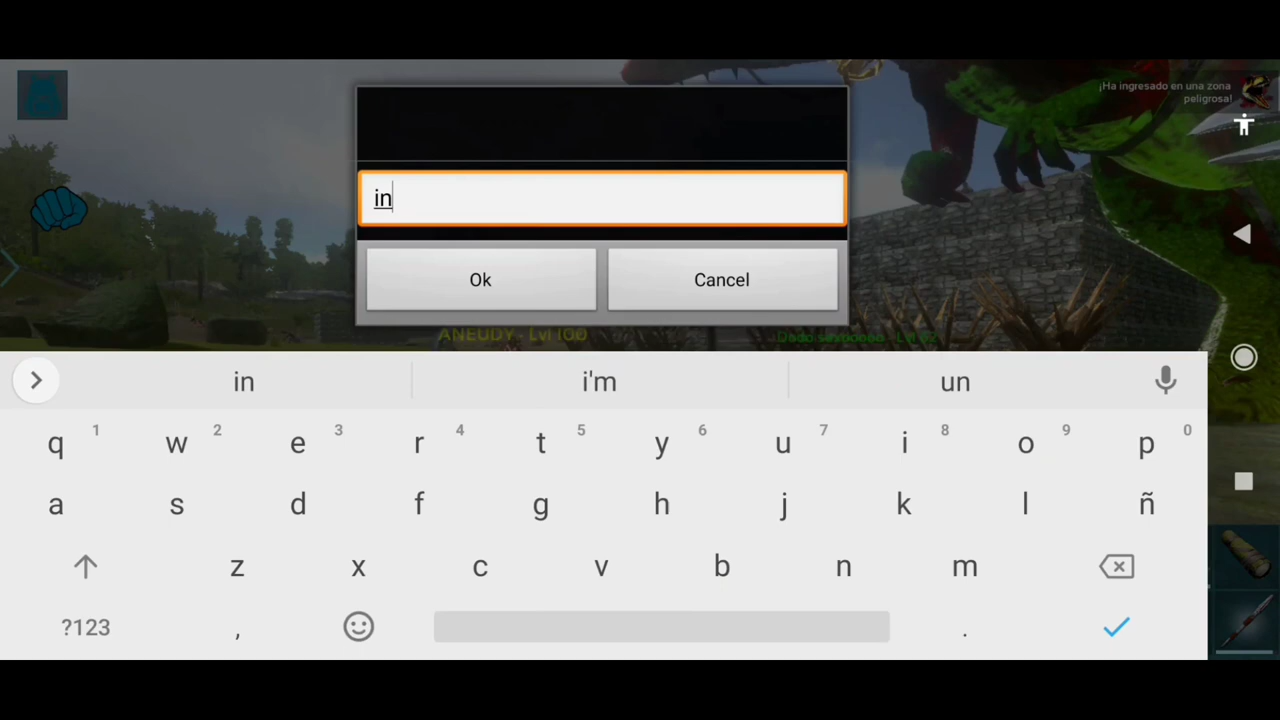 ¡Ha ingresado en una zona
peligrosa!
in
Ok
Cancel
ANEUDY - Lvl 100
in
i'm
un
q 1 w 2 e 3 r 4 t 5 y 6 u 7 i 8 o 9 p 0
a s d f g h j k l ñ
z x c v b n m
?123 , .